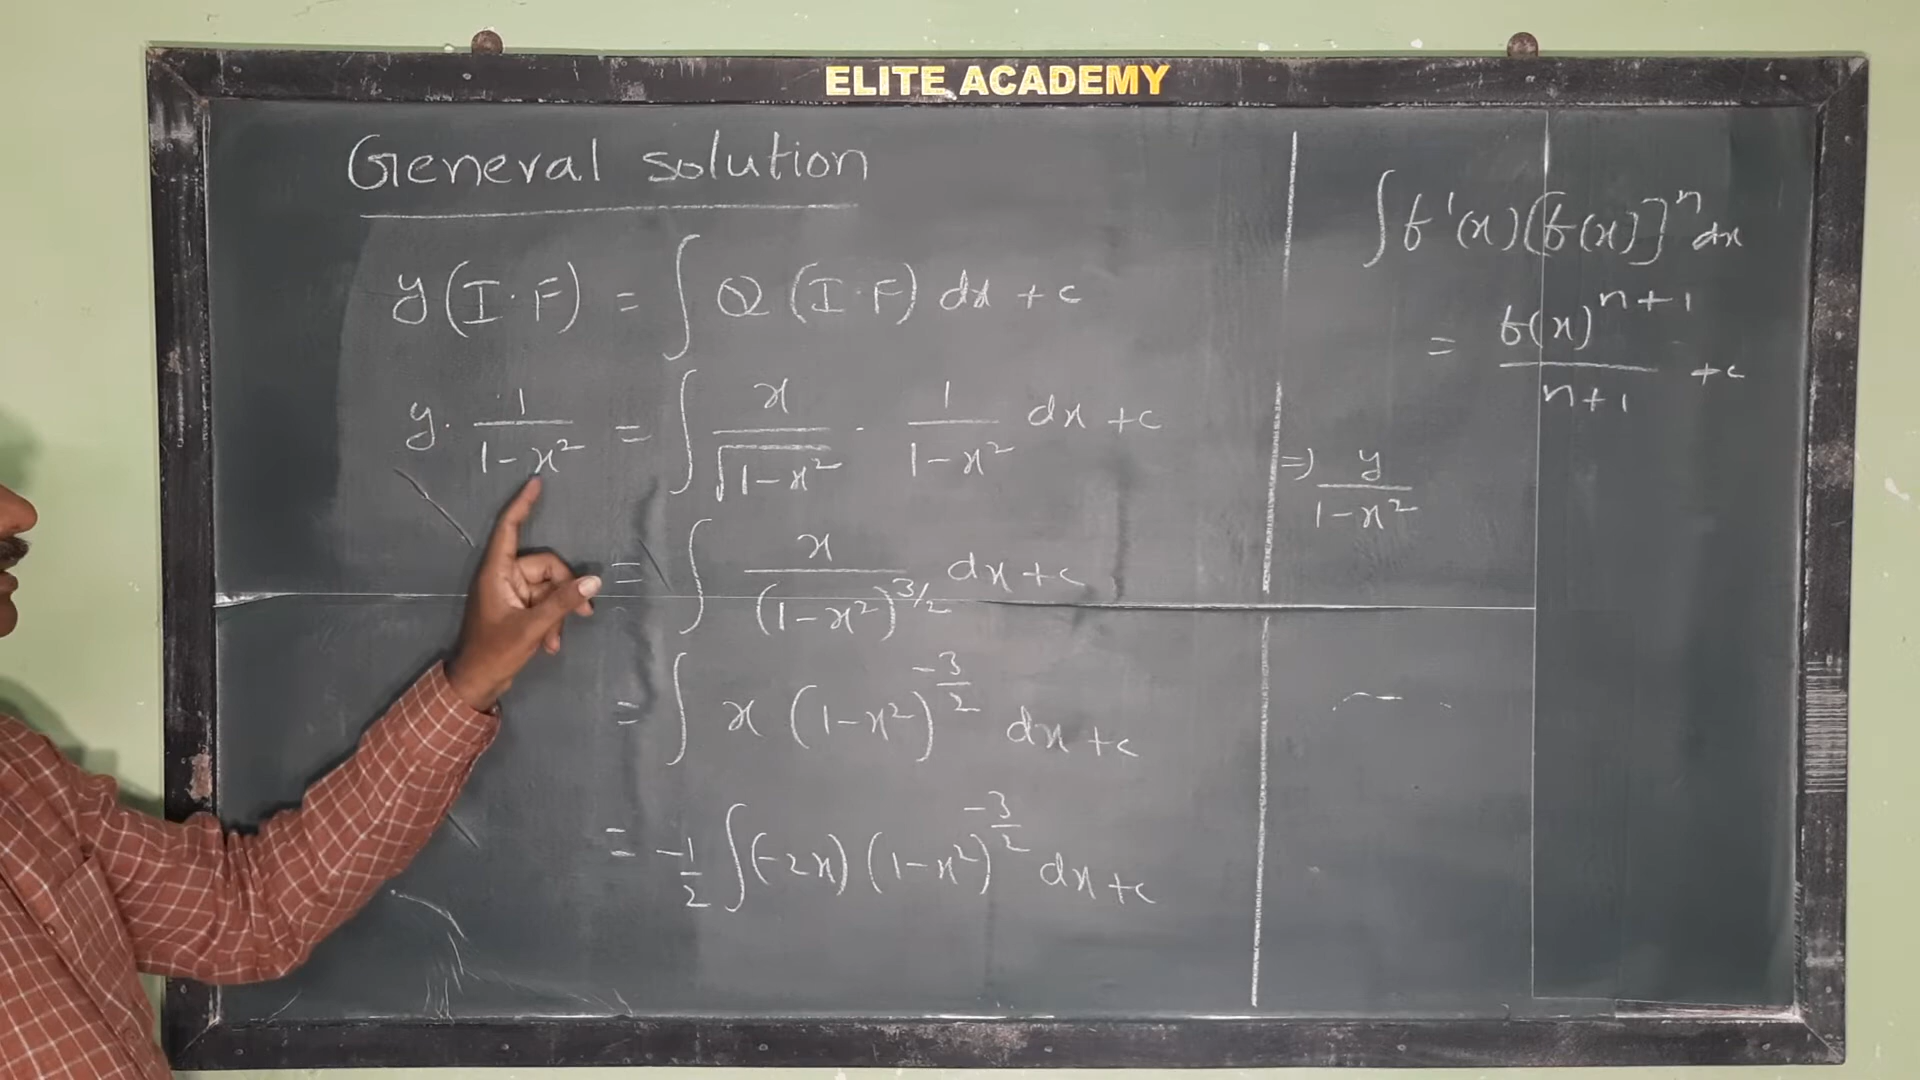 ELITE ACADEMY
General solution
y(I.F) = ∫ Q (I.F) dx + c
y. 1/(1-x²) = ∫ x/√(1-x²) . 1/(1-x²) dx + c
= ∫ x/(1-x²)^3/2 dx + c
= ∫ x (1-x²)^-3/2 dx + c
= -1/2 ∫(-2x) (1-x²)^-3/2 dx + c
∫f'(x)[f(x)]^n dx
= f(x)^n+1/n+1 + c
⇒ y/(1-x²)